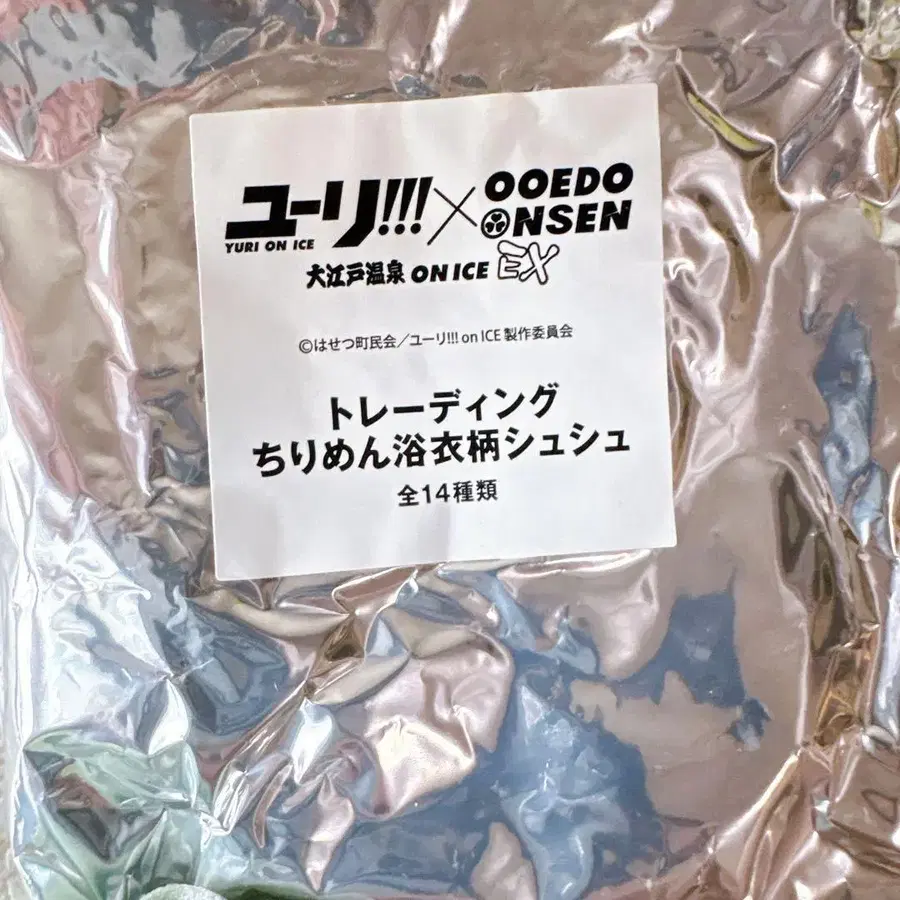 ユーリ!!!×OOEDO
YURI ON ICE
ONSEN
大江戸温泉 ON ICE EX
©はせつ町民会/ユーリ!!! on ICE 製作委員会
トレーディング
ちりめん浴衣柄シュシュ
全14種類